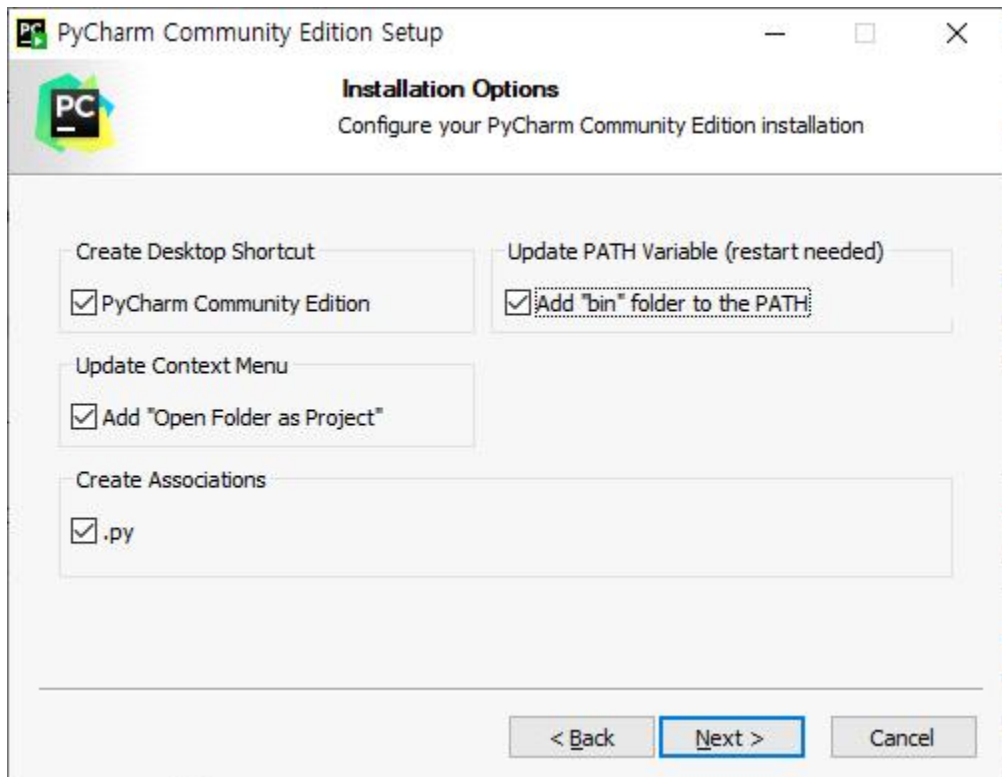 PC PyCharm Community Edition Setup
PC
Installation Options
Configure your PyCharm Community Edition installation
Create Desktop Shortcut
PyCharm Community Edition
Update PATH Variable (restart needed)
Add "bin" folder to the PATH
Update Context Menu
Add "Open Folder as Project"
Create Associations
.py
< Back
Next >
Cancel